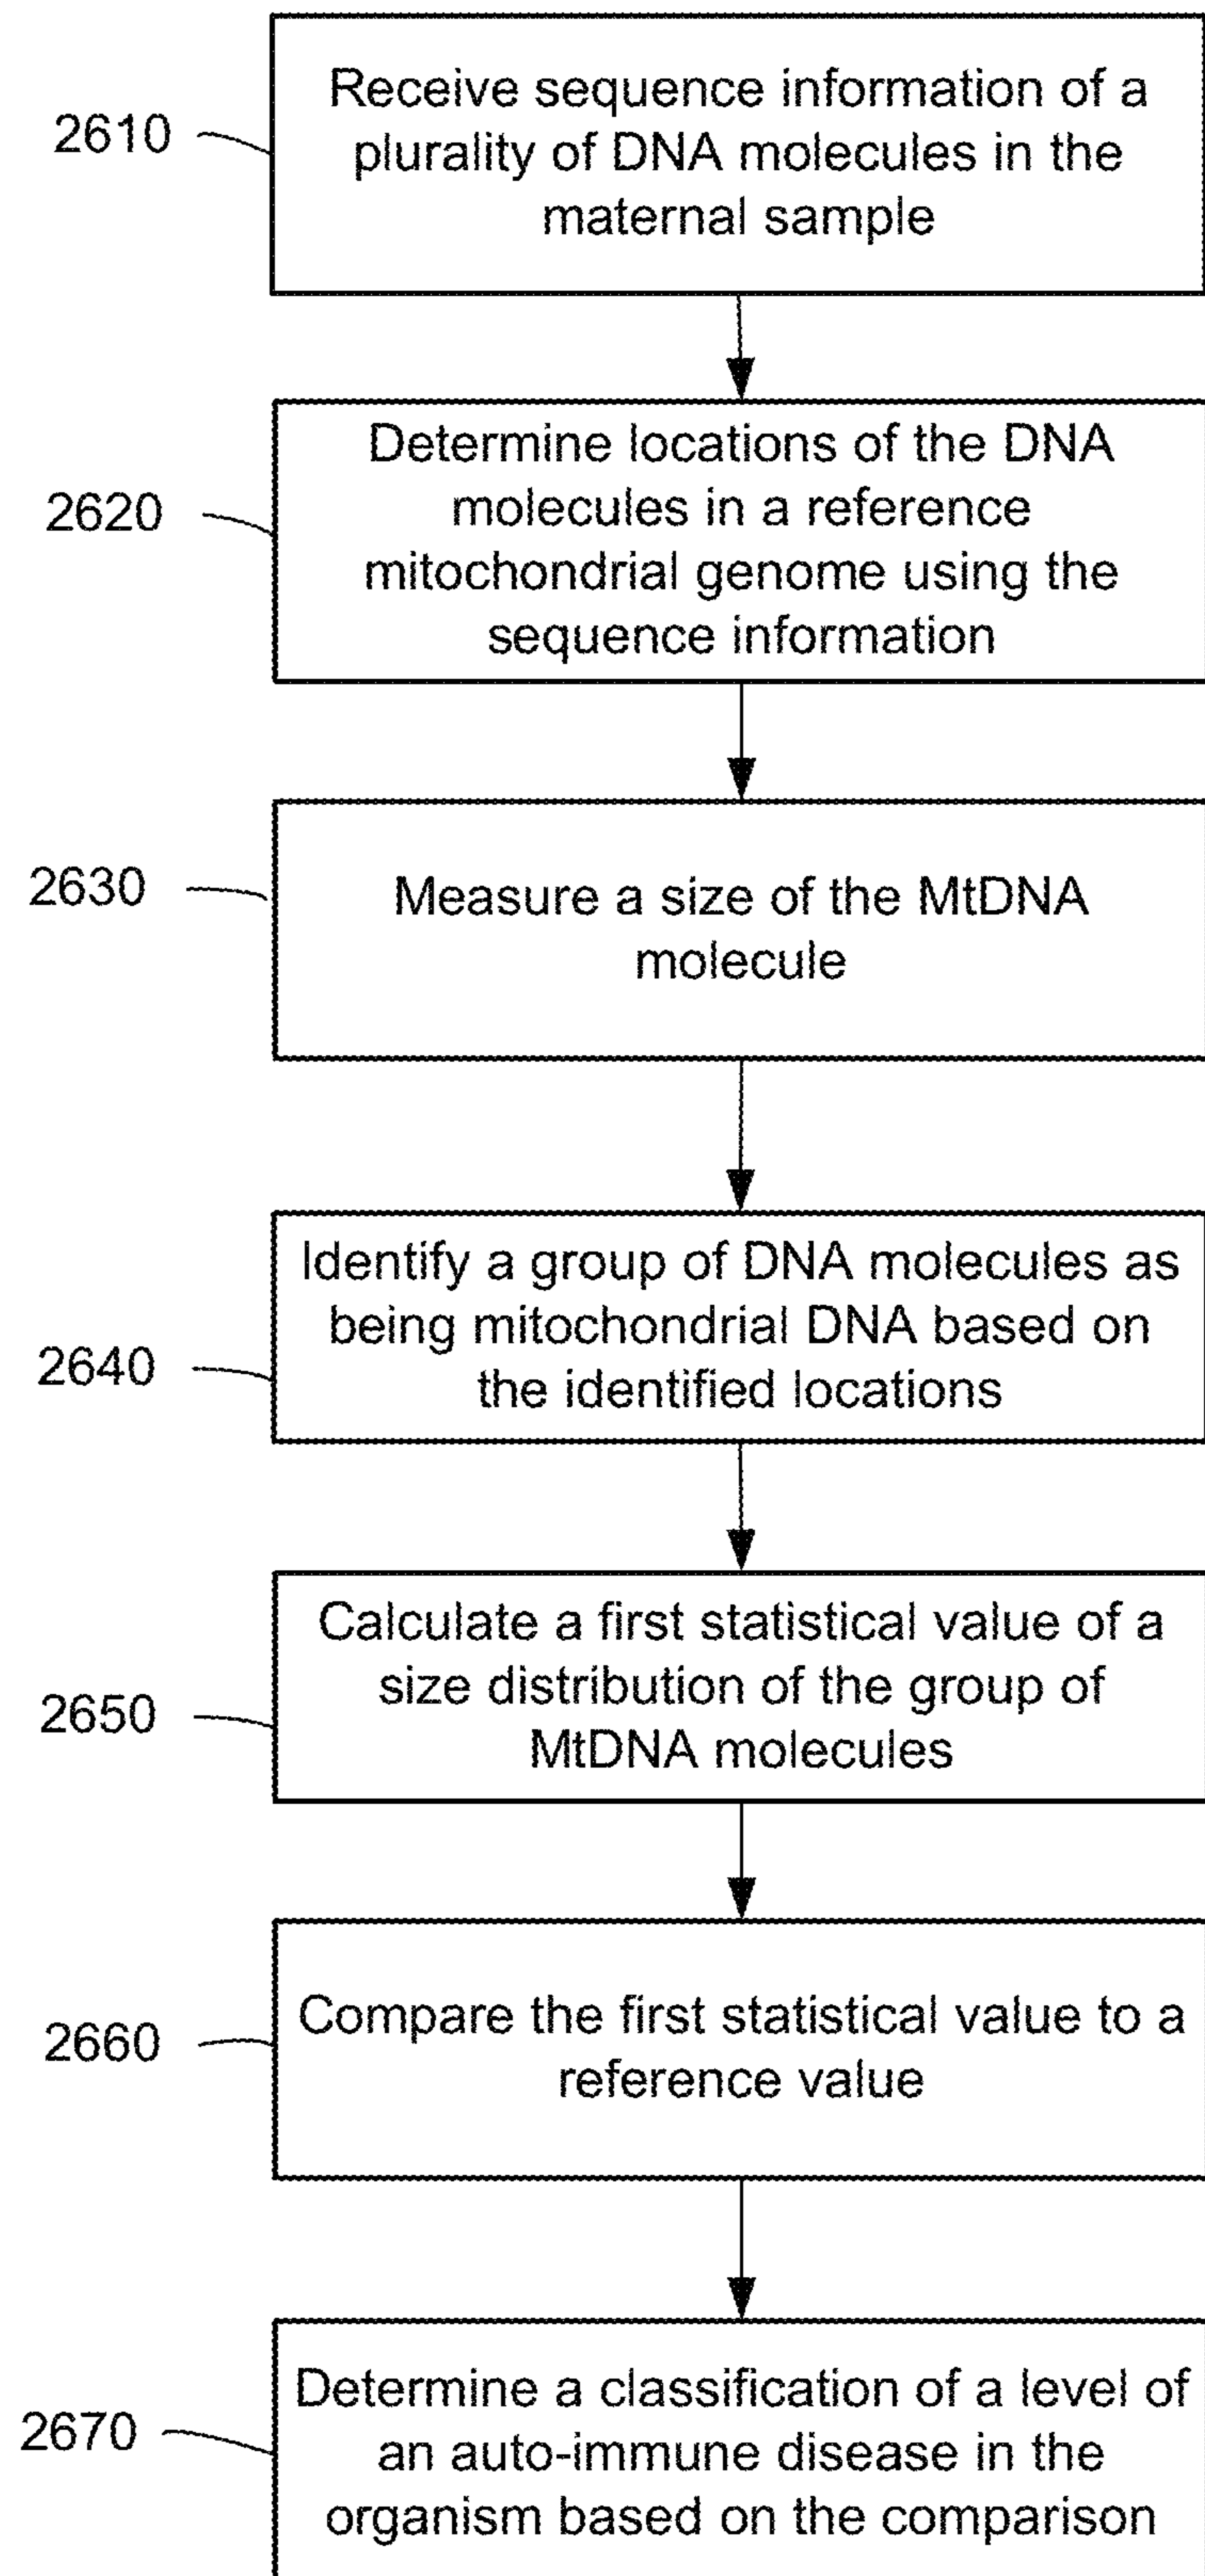 2610
Receive sequence information of a
plurality of DNA molecules in the
maternal sample
2620
Determine locations of the DNA
molecules in a reference
mitochondrial genome using the
sequence information
2630
Measure a size of the MtDNA
molecule
2640
Identify a group of DNA molecules as
being mitochondrial DNA based on
the identified locations
2650
Calculate a first statistical value of a
size distribution of the group of
MtDNA molecules
2660
Compare the first statistical value to a
reference value
2670
Determine a classification of a level of
an auto-immune disease in the
organism based on the comparison